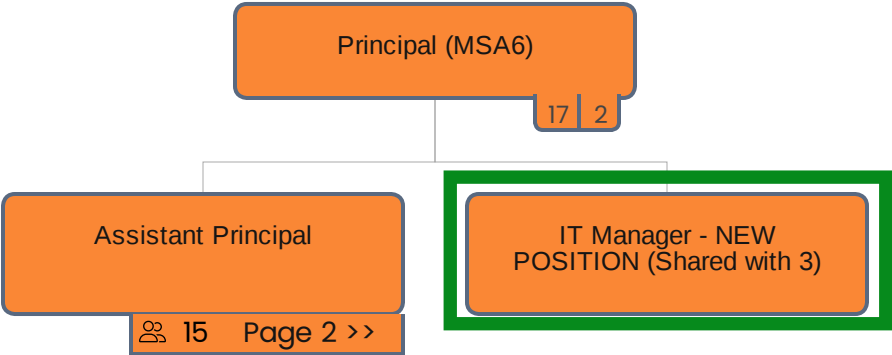 Principal (MSA6)
17 2
Assistant Principal
IT Manager - NEW
POSITION (Shared with 3)
15 Page 2 >>